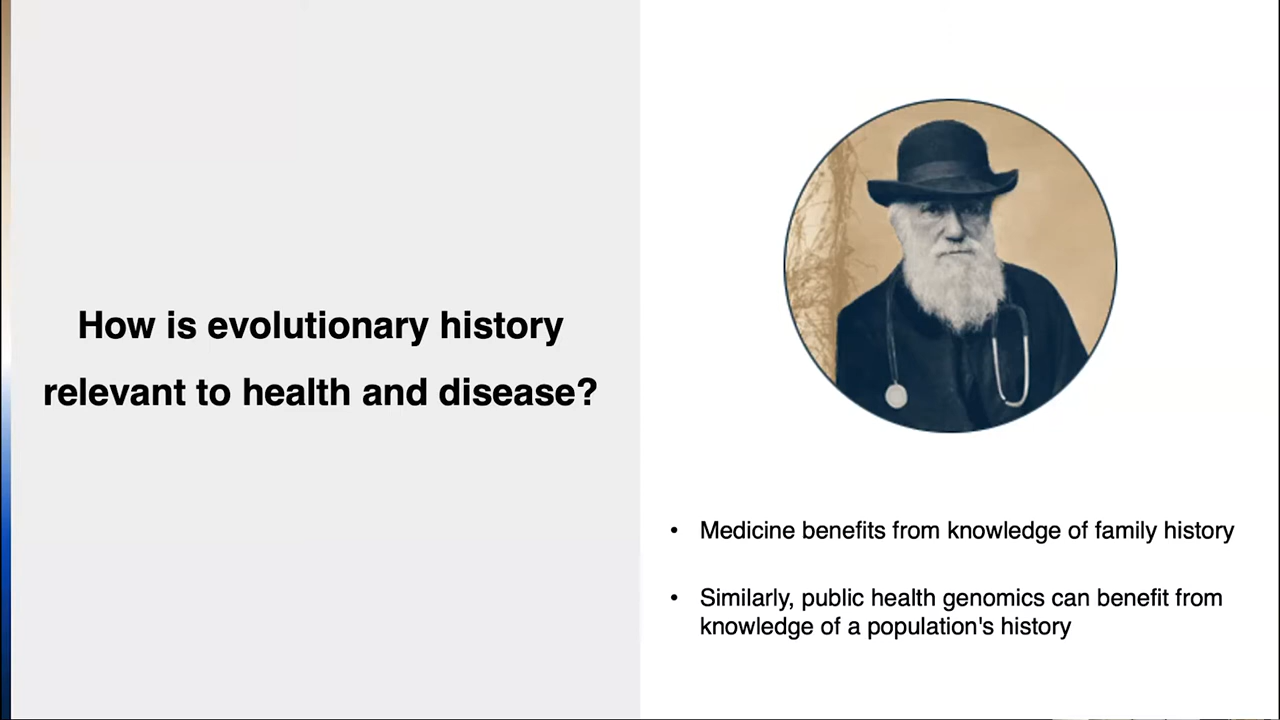 How is evolutionary history
relevant to health and disease?
• Medicine benefits from knowledge of family history
• Similarly, public health genomics can benefit from
knowledge of a population's history